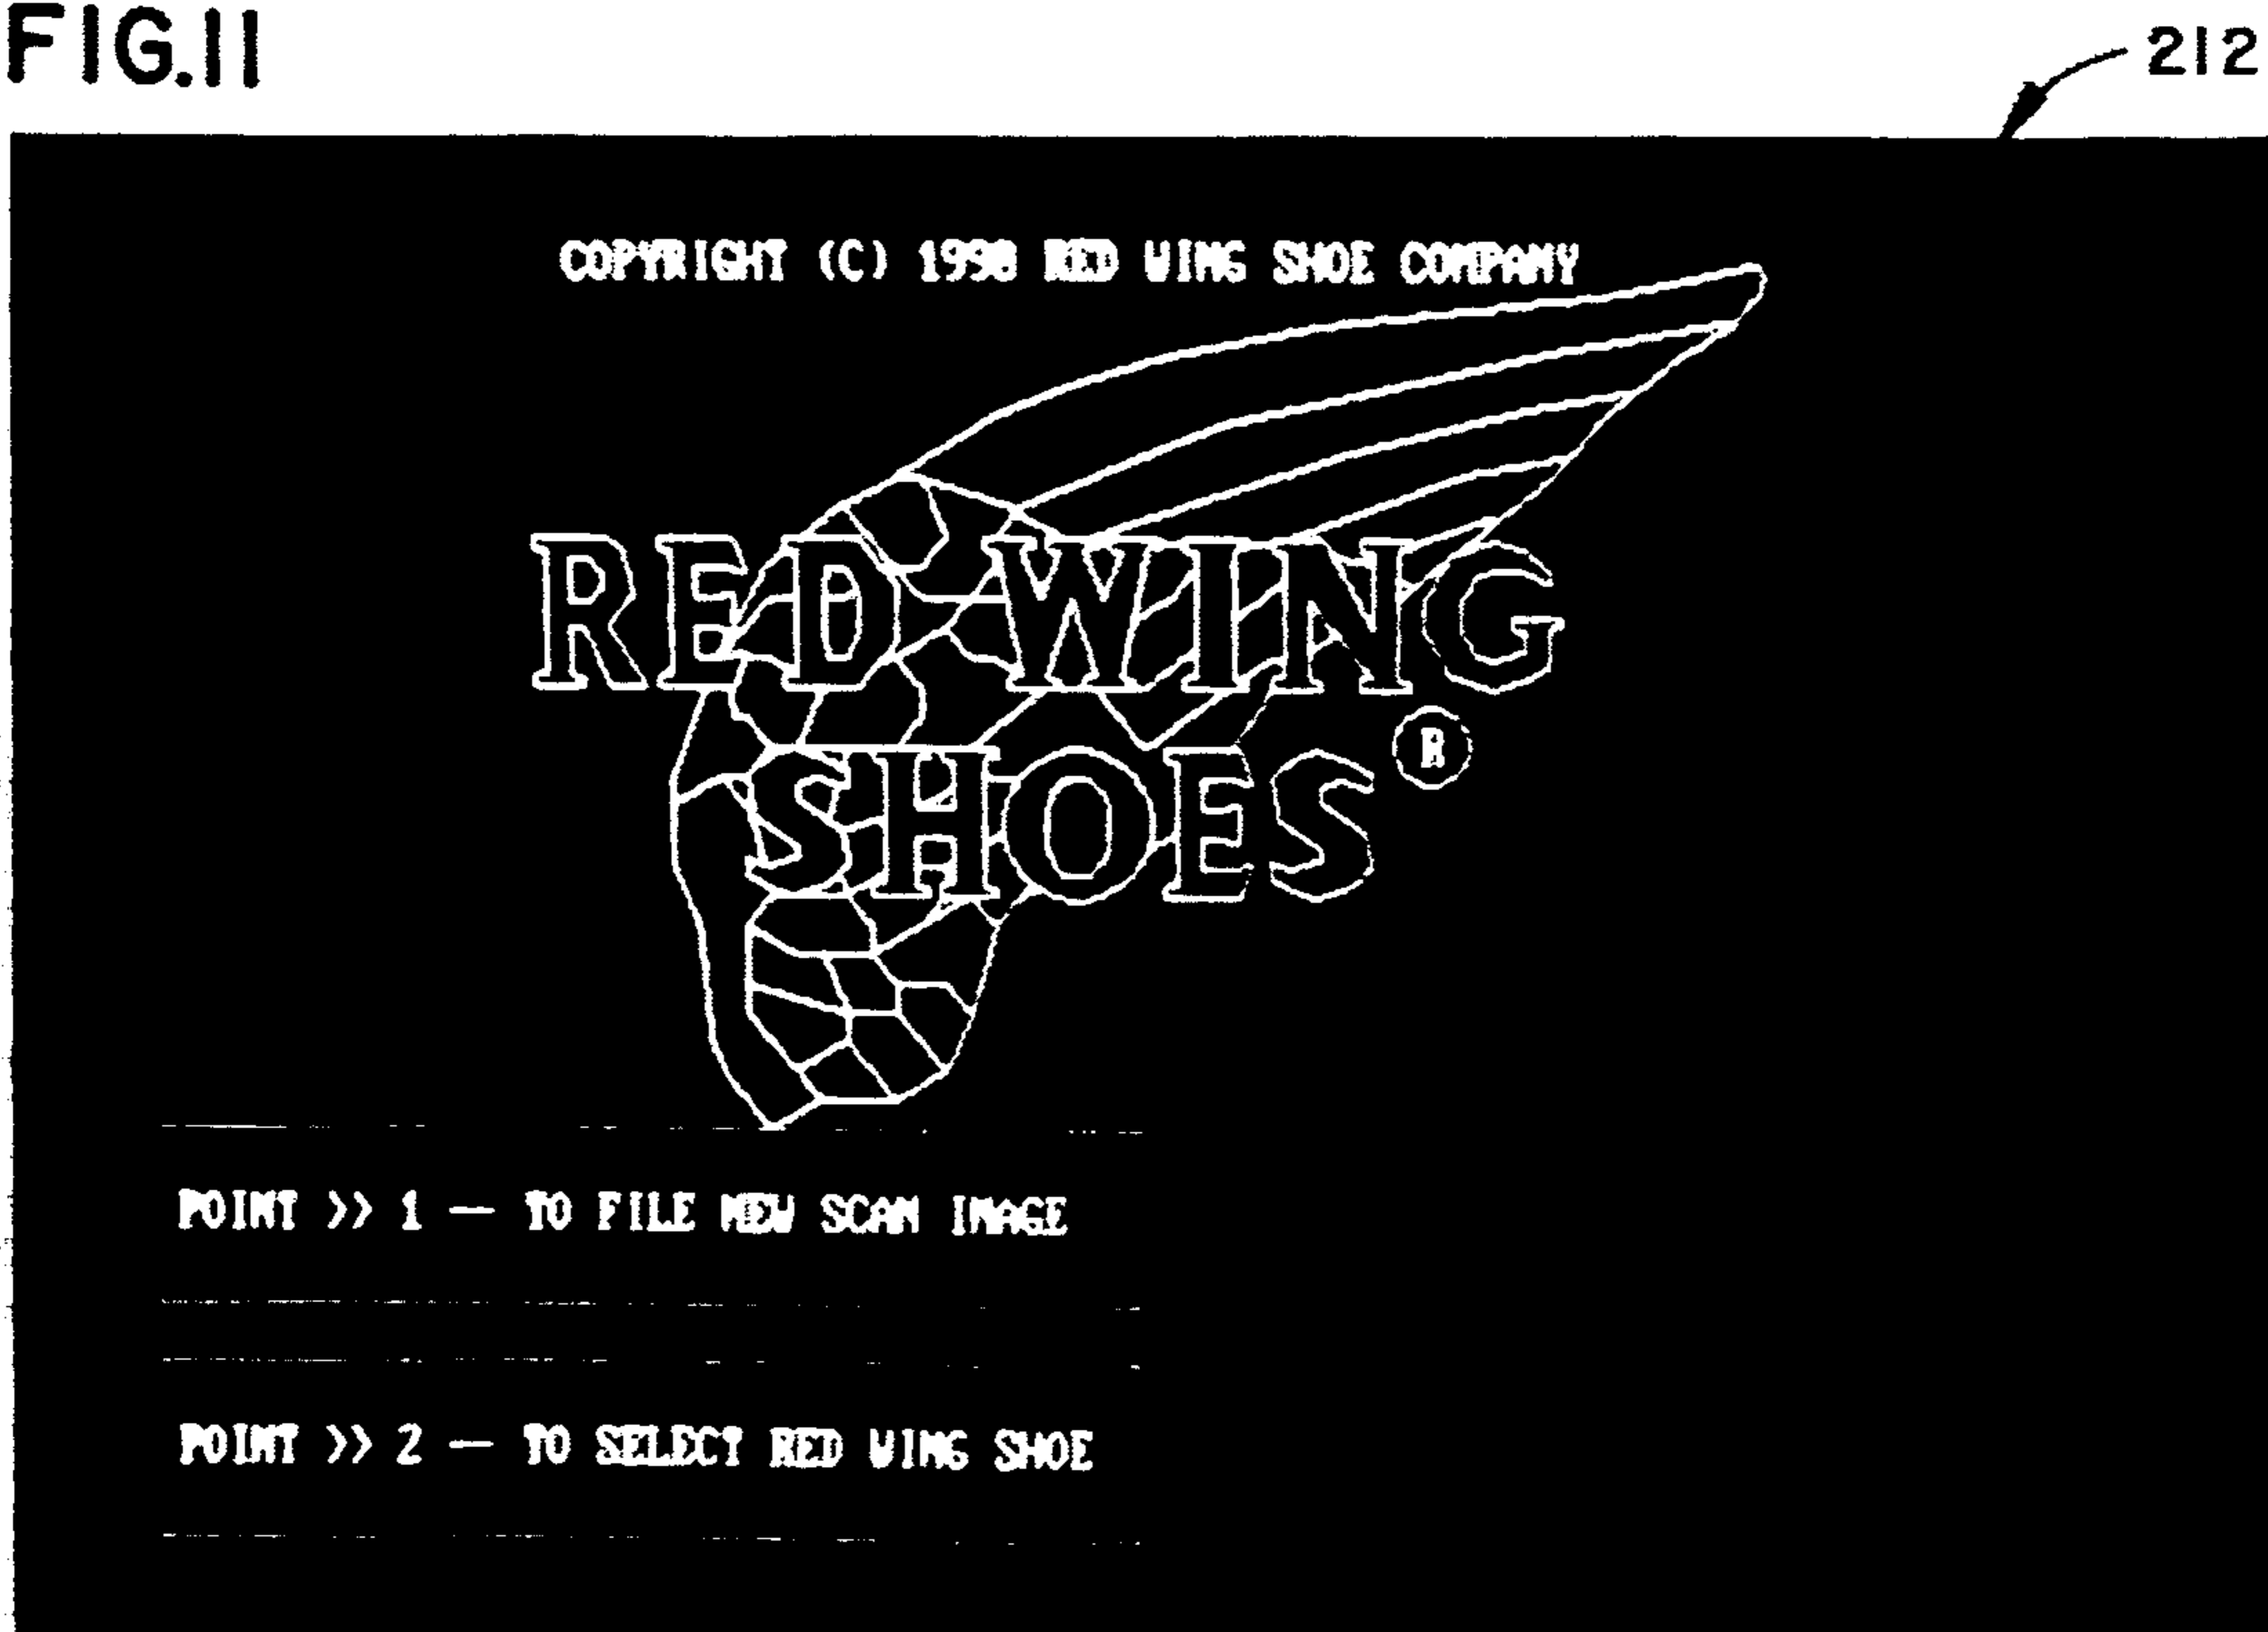 FIG.11
212
COPYRIGHT (C) 1990 RED WING SHOE COMPANY
RED WING
SHOES ®
POINT >> 1 — TO FILE NEW SCAN IMAGE
POINT >> 2 — TO SELECT RED WING SHOE